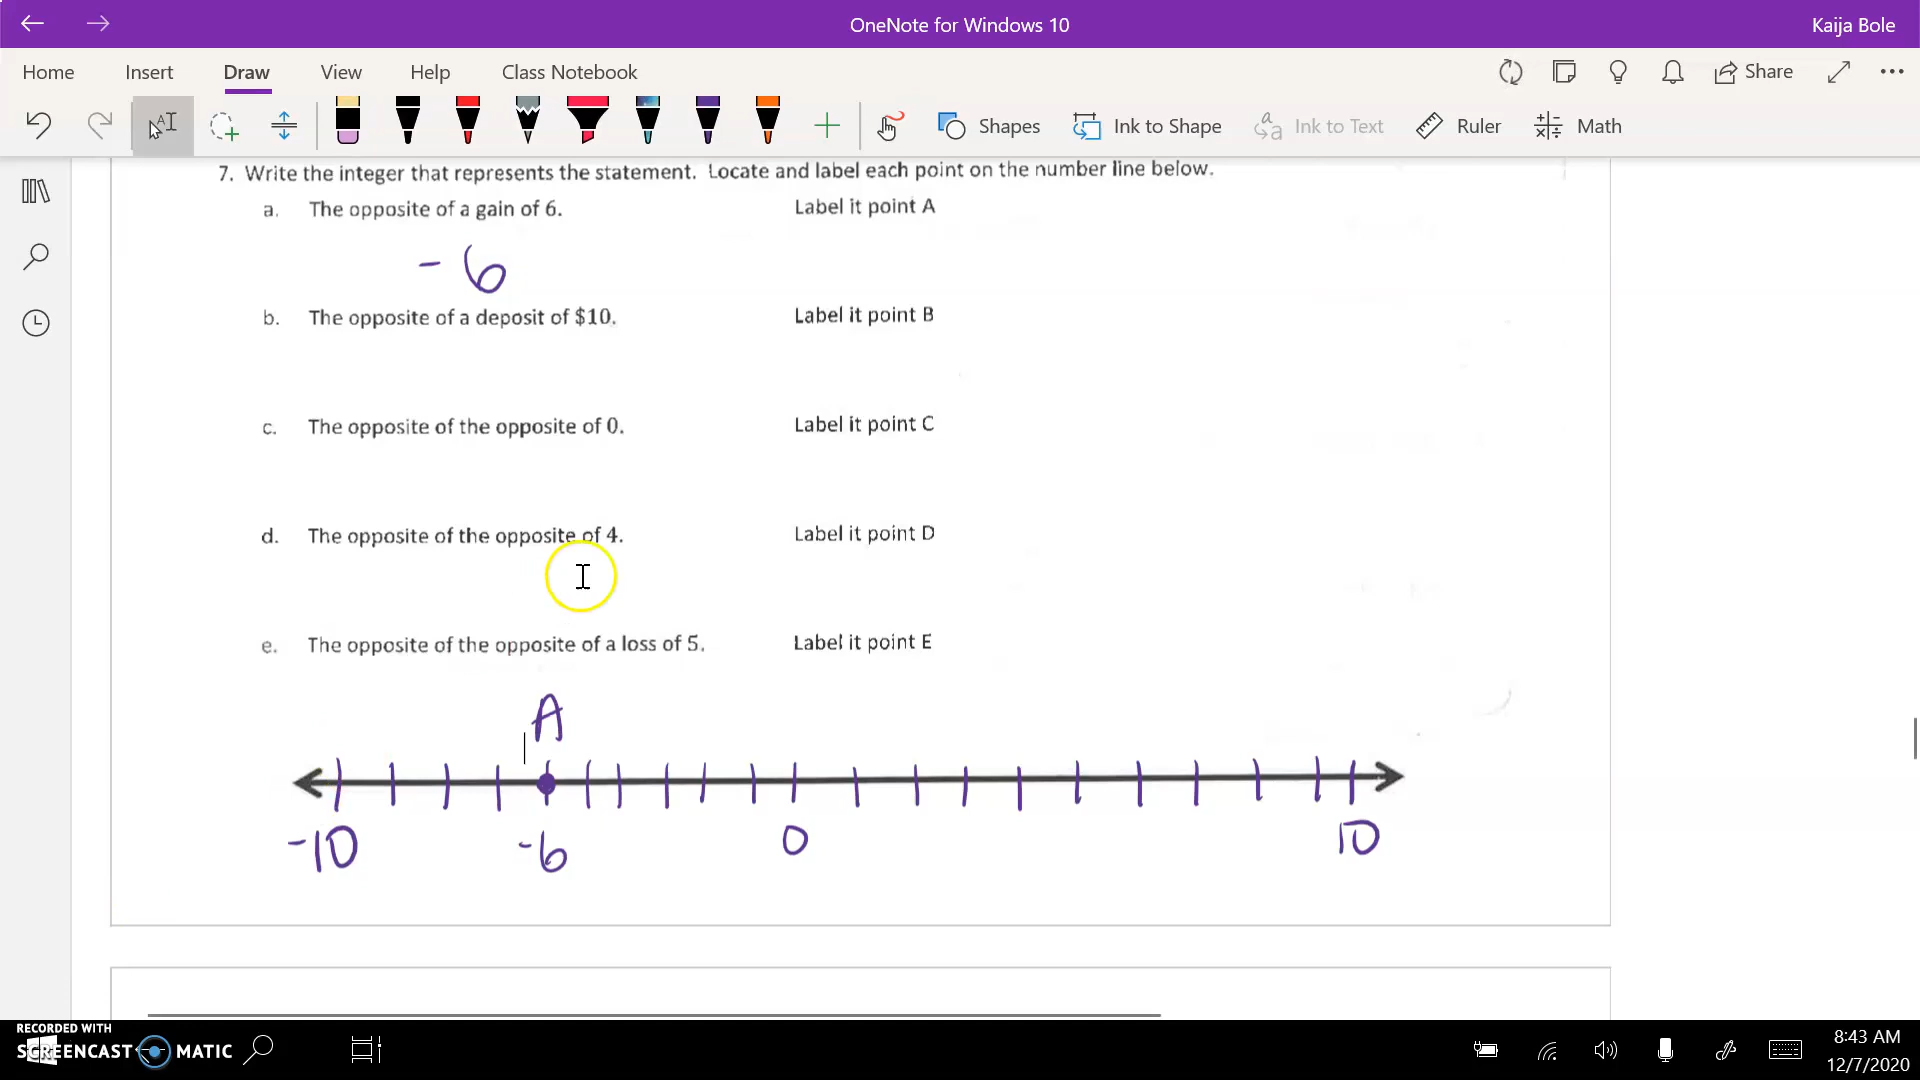 OneNote for Windows 10
Kaija Bole
Home Insert Draw View Help Class Notebook
Share
Shapes Ink to Shape Ink to Text Ruler Math
7. Write the integer that represents the statement. Locate and label each point on the number line below.
a. The opposite of a gain of 6. Label it point A
-6
b. The opposite of a deposit of $10. Label it point B
c. The opposite of the opposite of 0. Label it point C
d. The opposite of the opposite of 4. Label it point D
e. The opposite of the opposite of a loss of 5. Label it point E
A
-10 -6 0 10
RECORDED WITH
SCREENCAST MATIC
8:43 AM
12/7/2020